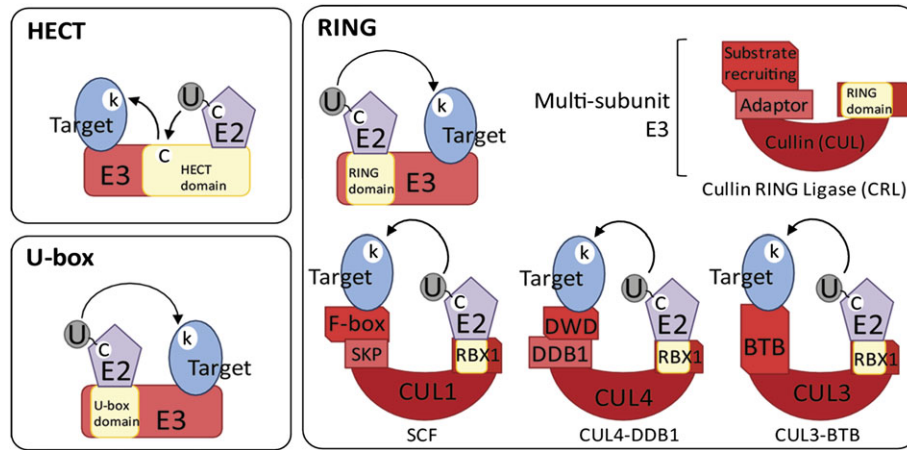 HECT
k
U
Target
C
E2
C
E3
HECT
domain
U-box
U
k
C
E2
Target
U-box
domain
E3
RING
U
k
C
E2
Target
RING
domain
E3
Multi-subunit
E3
Substrate
recruiting
Adaptor
RING
domain
Cullin (CUL)
Cullin RING Ligase (CRL)
k
Target
U
C
F-box
E2
SKP
RBX1
CUL1
SCF
k
Target
U
C
DWD
E2
DDB1
RBX1
CUL4
CUL4-DDB1
k
Target
U
C
E2
BTB
RBX1
CUL3
CUL3-BTB